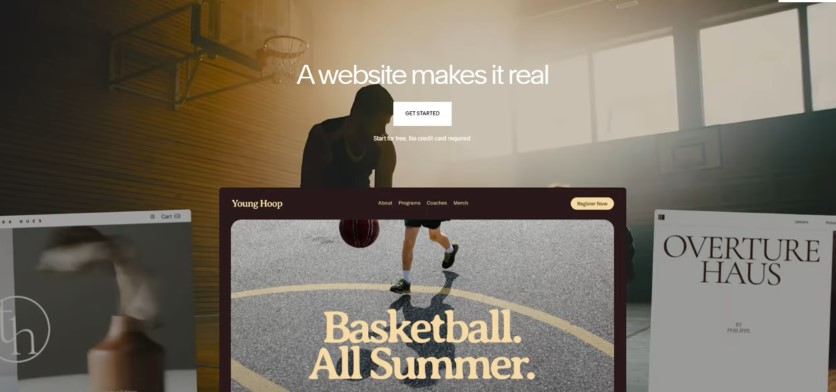 A website makes it real
GET STARTED
Start for free. No credit card required.
Cart
Young Hoop
About Programs Coaches Merch
Register Now
Basketball.
All Summer.
th
OVERTURE
HAUS